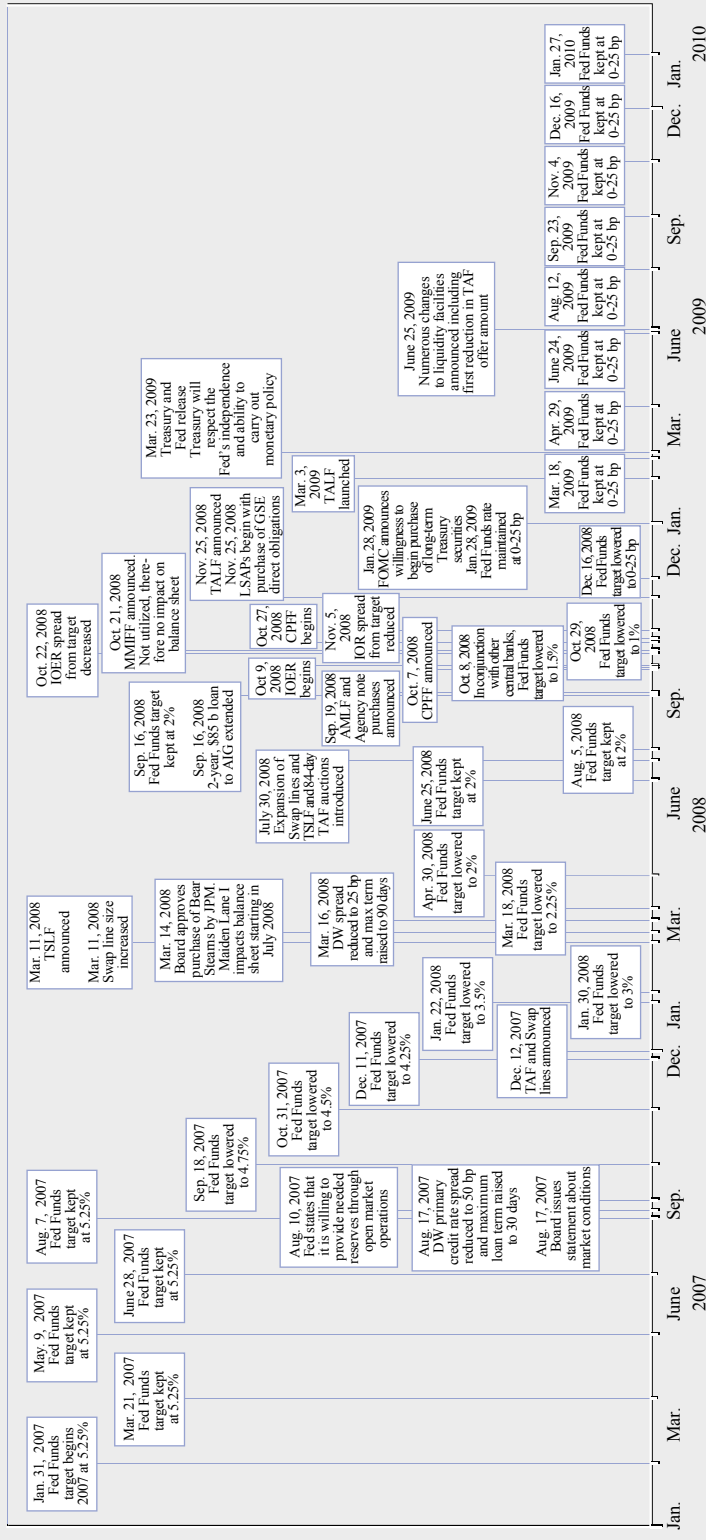 Jan. 31, 2007
Fed Funds
target begins
2007 at 5.25%
Mar. 21, 2007
Fed Funds
target kept
at 5.25%
May. 9, 2007
Fed Funds
target kept
at 5.25%
June 28, 2007
Fed Funds
target kept
at 5.25%
Aug. 7, 2007
Fed Funds
target kept
at 5.25%
Aug. 10, 2007
Fed states that
it is willing to
provide needed
reserves through
open market
operations
Aug. 17, 2007
DW primary
credit rate spread
reduced to 50 bp
and maximum
loan term raised
to 30 days
Aug. 17, 2007
Board issues
statement about
market conditions
Sep. 18, 2007
Fed Funds
target lowered
to 4.75%
Oct. 31, 2007
Fed Funds
target lowered
to 4.5%
Dec. 11, 2007
Fed Funds
target lowered
to 4.25%
Dec. 12, 2007
TAF and Swap
lines announced
Jan. 22, 2008
Fed Funds
target lowered
to 3.5%
Jan. 30, 2008
Fed Funds
target lowered
to 3%
Mar. 11, 2008
TSLF
announced
Mar. 11, 2008
Swap line size
increased
Mar. 14, 2008
Board approves
purchase of Bear
Stearns by JPM.
Maiden Lane I
impacts balance
sheet starting in
July 2008
Mar. 16, 2008
DW spread
reduced to 25 bp
and max term
raised to 90 days
Mar. 18, 2008
Fed Funds
target lowered
to 2.25%
Apr. 30, 2008
Fed Funds
target lowered
to 2%
June 25, 2008
Fed Funds
target kept
at 2%
July 30, 2008
Expansion of
Swap lines and
TSLF and 84-day
TAF auctions
introduced
Aug. 5, 2008
Fed Funds
target kept
at 2%
Sep. 16, 2008
Fed Funds target
kept at 2%
Sep. 16, 2008
2-year, $85 b loan
to AIG extended
Sep. 19, 2008
AMLF and
Agency note
purchases
announced
Oct. 7, 2008
CPFF announced
Oct. 8, 2008
In conjunction
with other
central banks,
Fed Funds
target lowered
to 1.5%
Oct 9, 2008
IOER
begins
Oct. 21, 2008
MMIFF announced.
Not utilized, there-
fore no impact on
balance sheet
Oct. 22, 2008
IOER spread
from target
decreased
Oct. 27, 2008
CPFF
begins
Oct. 29, 2008
Fed Funds
target lowered
to 1%
Nov. 5, 2008
IOR spread
from target
reduced
Nov. 25, 2008
TALF announced
Nov. 25, 2008
LSAPs begin with
purchase of GSE
direct obligations
Dec. 16, 2008
Fed Funds
target lowered
to 0-25 bp
Jan. 28, 2009
FOMC announces
willingness to
begin purchase
of long-term
Treasury
securities
Jan. 28, 2009
Fed Funds rate
maintained
at 0-25 bp
Mar. 3,
2009
TALF
launched
Mar. 18,
2009
Fed Funds
kept at
0-25 bp
Mar. 23, 2009
Treasury and
Fed release
Treasury will
respect the
Fed's independence
and ability to
carry out
monetary policy
Apr. 29,
2009
Fed Funds
kept at
0-25 bp
June 24,
2009
Fed Funds
kept at
0-25 bp
June 25, 2009
Numerous changes
to liquidity facilities
announced including
first reduction in TAF
offer amount
Aug. 12,
2009
Fed Funds
kept at
0-25 bp
Sep. 23,
2009
Fed Funds
kept at
0-25 bp
Nov. 4,
2009
Fed Funds
kept at
0-25 bp
Dec. 16,
2009
Fed Funds
kept at
0-25 bp
Jan. 27,
2010
Fed Funds
kept at
0-25 bp
Jan. Mar. June Sep. Dec. Jan. Mar. June Sep. Dec. Jan. Mar. June Sep. Dec. Jan.
2007 2008 2009 2010